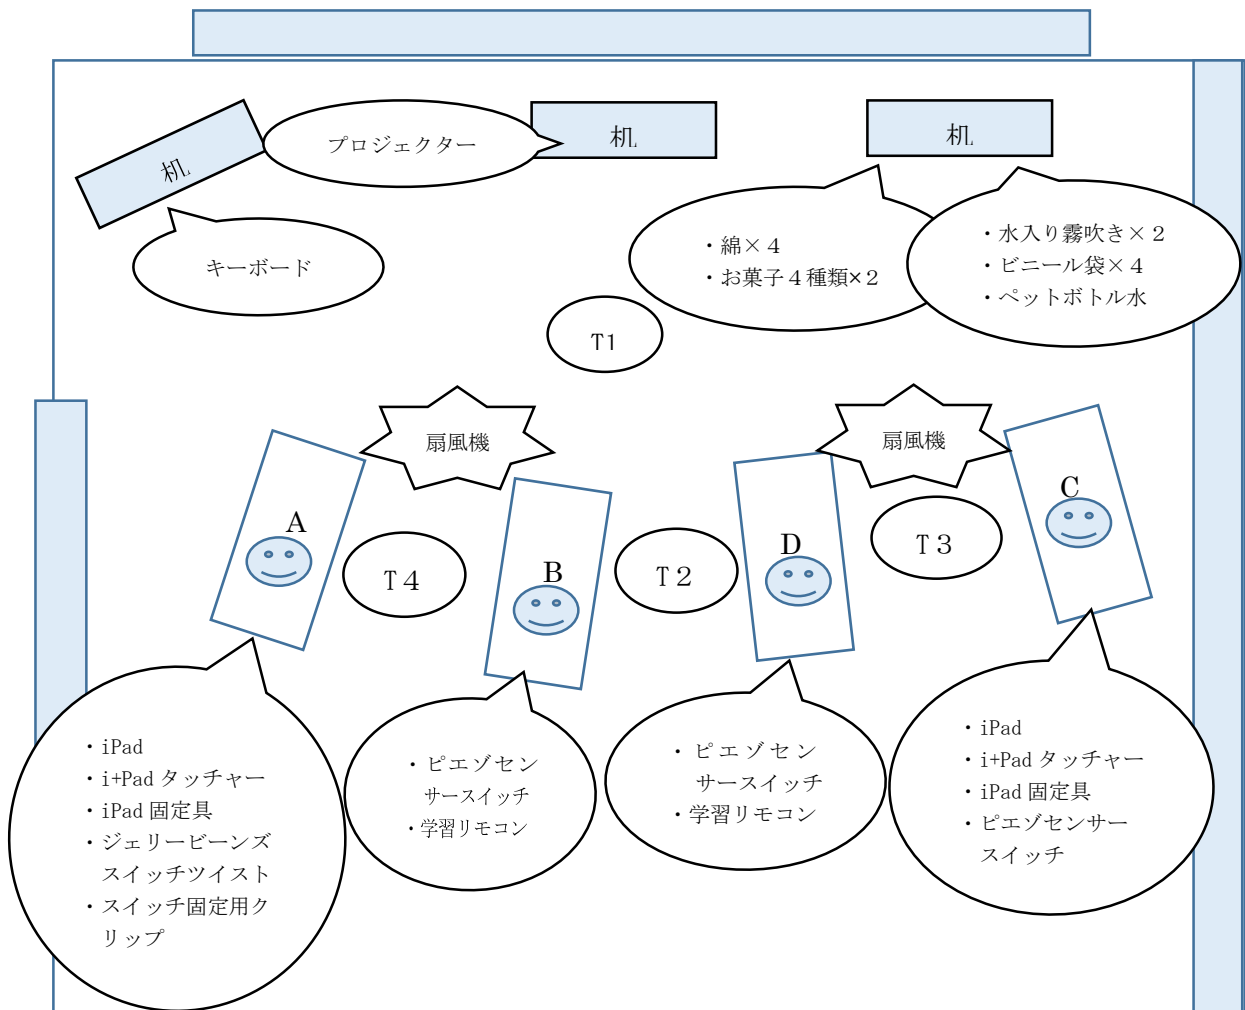 机
プロジェクター
机
机
キーボード
・綿×４
・お菓子４種類×２
・水入り霧吹き×２
・ビニール袋×４
・ペットボトル水
T1
扇風機
扇風機
A
B
C
D
T４
T２
T３
・iPad
・i+Pad タッチャー
・iPad 固定具
・ジェリービーンズ
スイッチツイスト
・スイッチ固定用ク
リップ
・ピエゾセン
サースイッチ
・学習リモコン
・ピエゾセン
サースイッチ
・学習リモコン
・iPad
・i+Pad タッチャー
・iPad 固定具
・ピエゾセンサー
スイッチ